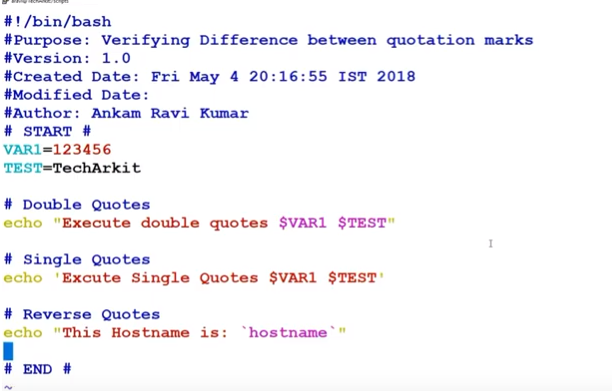 #!/bin/bash
#Purpose: Verifying Difference between quotation marks
#Version: 1.0
#Created Date: Fri May 4 20:16:55 IST 2018
#Modified Date:
#Author: Ankam Ravi Kumar
# START #
VAR1=123456
TEST=TechArkit

# Double Quotes
echo "Execute double quotes $VAR1 $TEST"

# Single Quotes
echo 'Excute Single Quotes $VAR1 $TEST'

# Reverse Quotes
echo "This Hostname is: `hostname`"

# END #
~